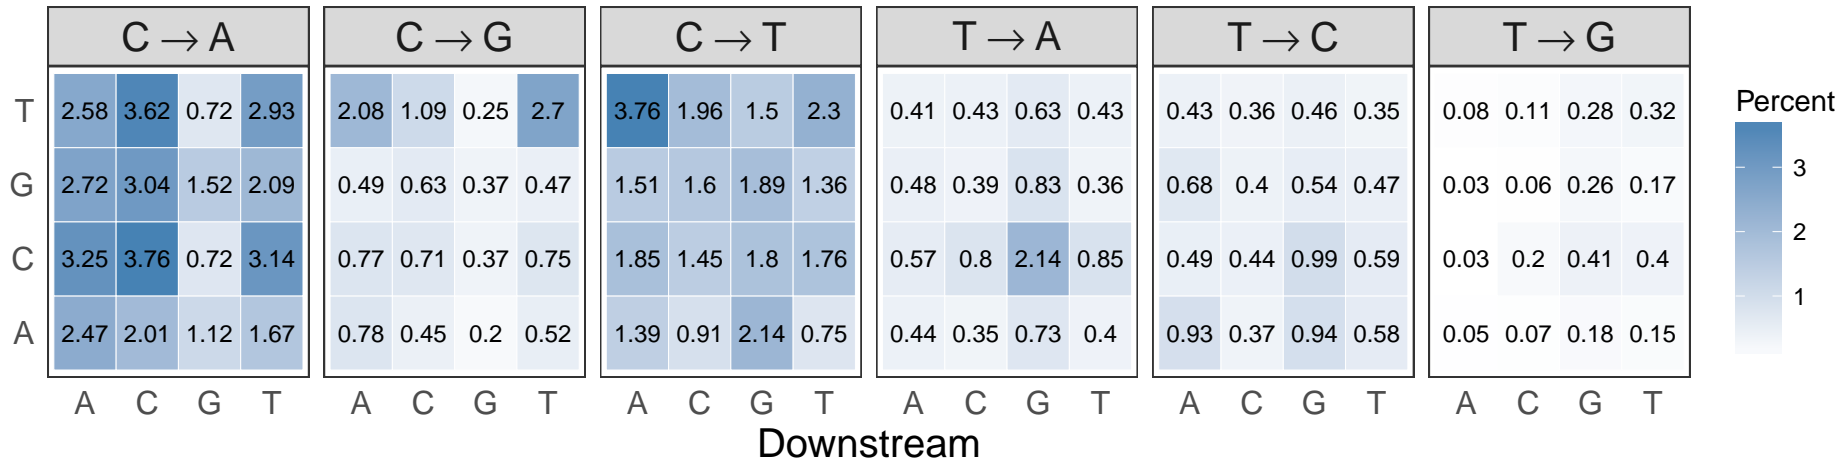 C → A C → G C → T T → A T → C T → G
T 2.58 3.62 0.72 2.93 2.08 1.09 0.25 2.7 3.76 1.96 1.5 2.3 0.41 0.43 0.63 0.43 0.43 0.36 0.46 0.35 0.08 0.11 0.28 0.32
G 2.72 3.04 1.52 2.09 0.49 0.63 0.37 0.47 1.51 1.6 1.89 1.36 0.48 0.39 0.83 0.36 0.68 0.4 0.54 0.47 0.03 0.06 0.26 0.17
C 3.25 3.76 0.72 3.14 0.77 0.71 0.37 0.75 1.85 1.45 1.8 1.76 0.57 0.8 2.14 0.85 0.49 0.44 0.99 0.59 0.03 0.2 0.41 0.4
A 2.47 2.01 1.12 1.67 0.78 0.45 0.2 0.52 1.39 0.91 2.14 0.75 0.44 0.35 0.73 0.4 0.93 0.37 0.94 0.58 0.05 0.07 0.18 0.15
A C G T A C G T A C G T A C G T A C G T A C G T
Downstream
Percent
3
2
1